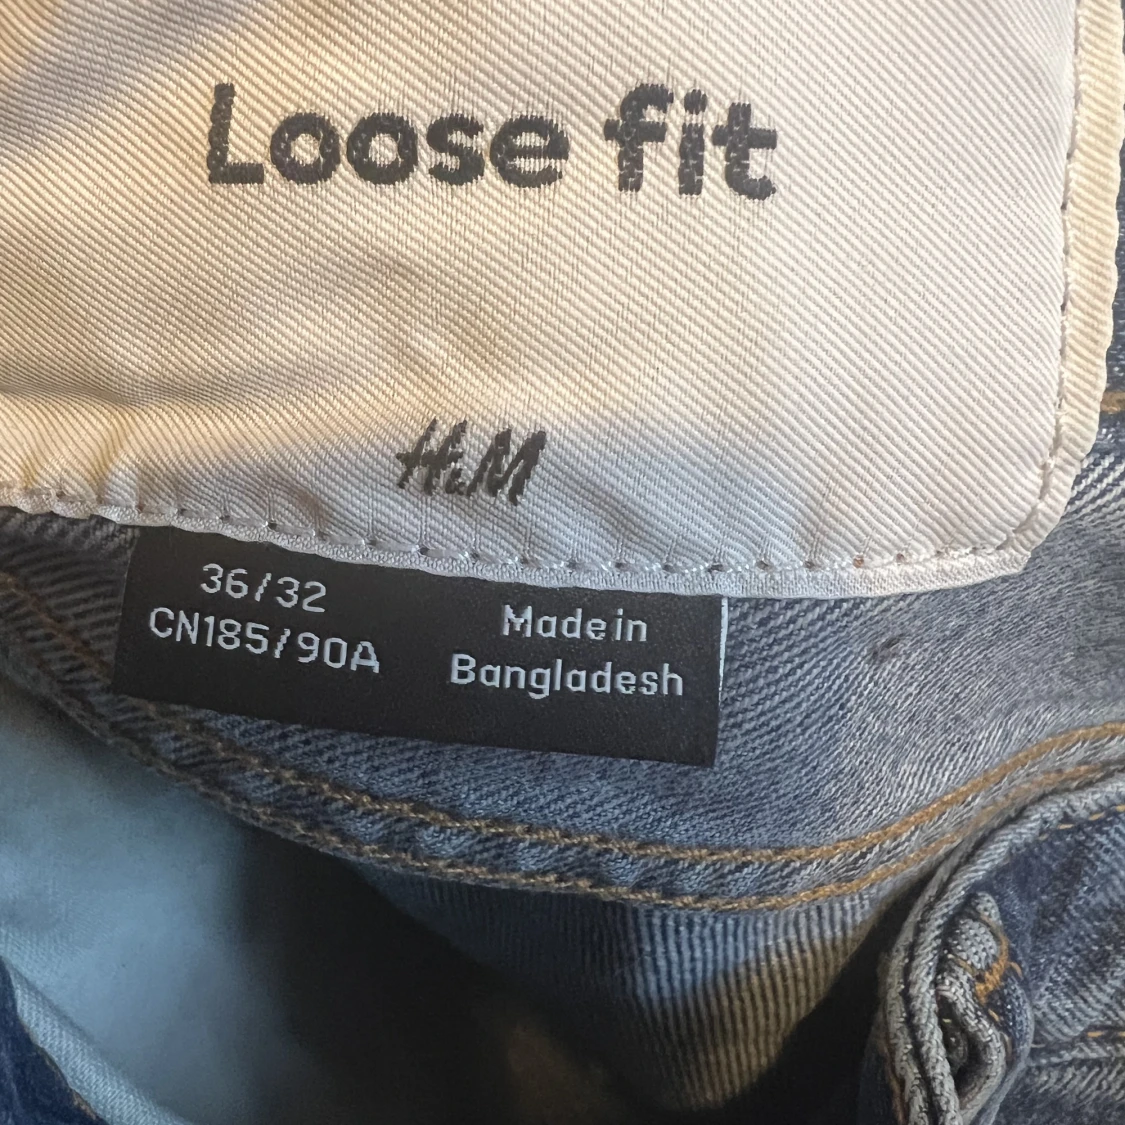 Loose fit
H&M
36/32
CN185/90A
Made in
Bangladesh